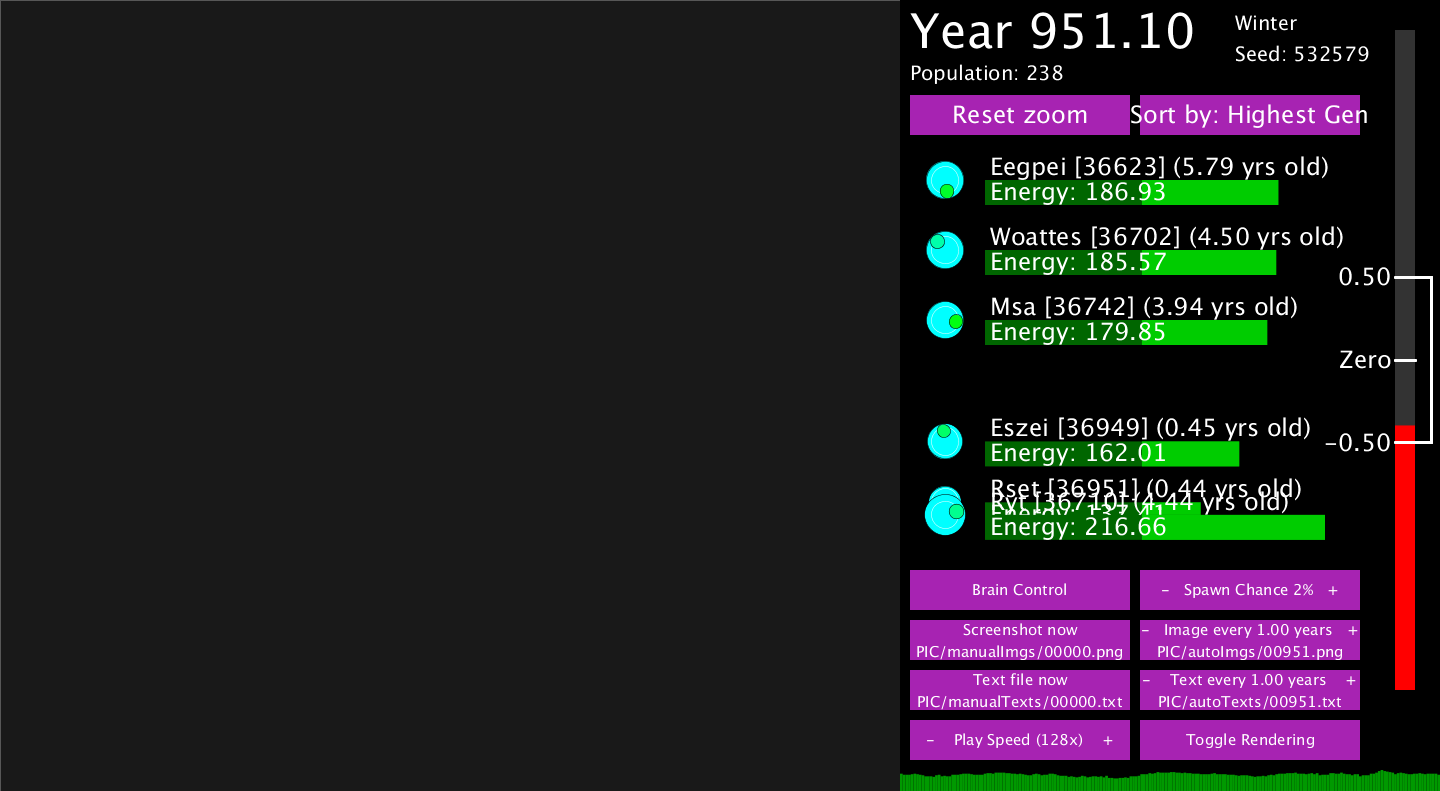 Year 951.10
Winter
Seed: 532579
Population: 238
Reset zoom
Sort by: Highest Gen
Eegpei [36623] (5.79 yrs old)
Energy: 186.93
Woattes [36702] (4.50 yrs old)
Energy: 185.57
0.50
Msa [36742] (3.94 yrs old)
Energy: 179.85
Zero
Eszei [36949] (0.45 yrs old)
Energy: 162.01
-0.50
Rset [36951] (0.44 yrs old)
[36710] (4.44 yrs old)
Energy: 216.66
Brain Control
- Spawn Chance 2% +
Screenshot now
PIC/manualImgs/00000.png
- Image every 1.00 years +
PIC/autoImgs/00951.png
Text file now
PIC/manualTexts/00000.txt
- Text every 1.00 years +
PIC/autoTexts/00951.txt
- Play Speed (128x) +
Toggle Rendering